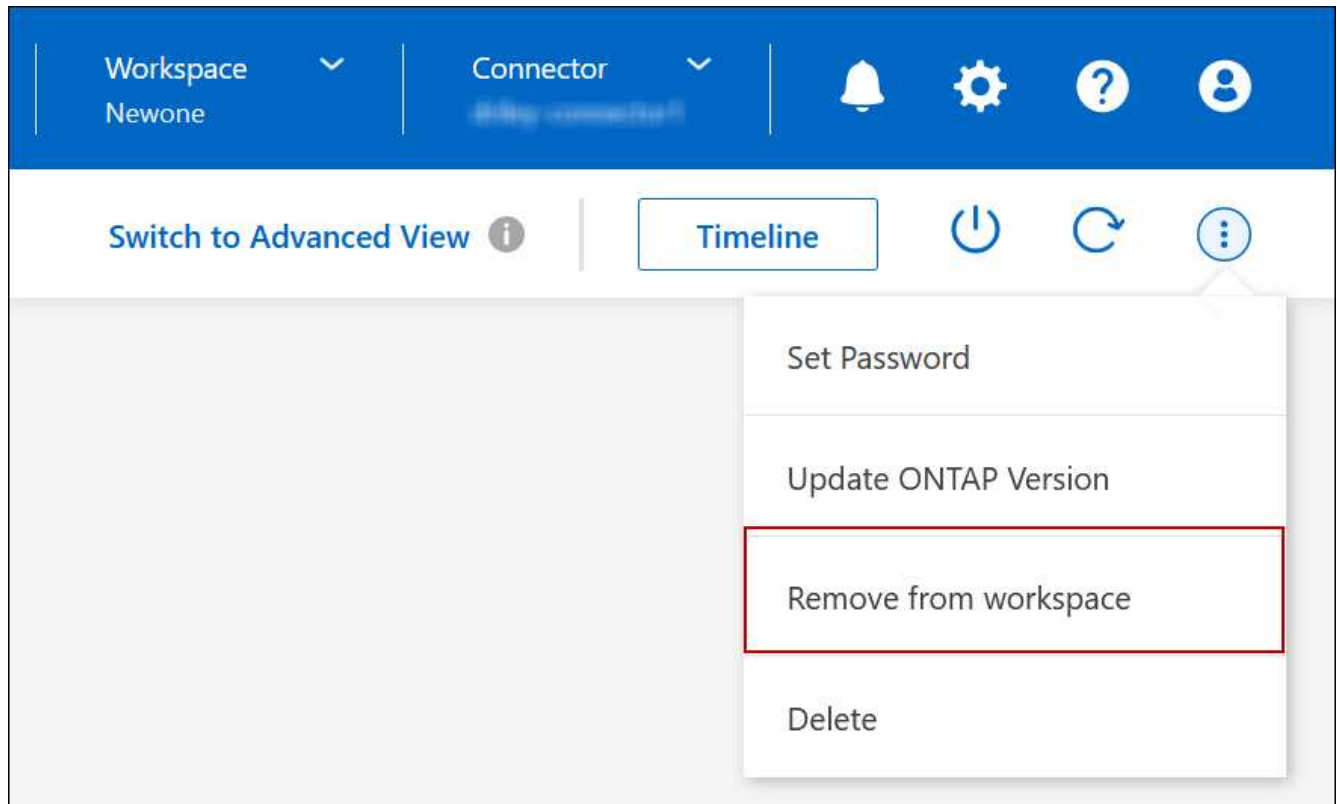 Workspace
Newone
Connector
Switch to Advanced View
Timeline
Set Password
Update ONTAP Version
Remove from workspace
Delete